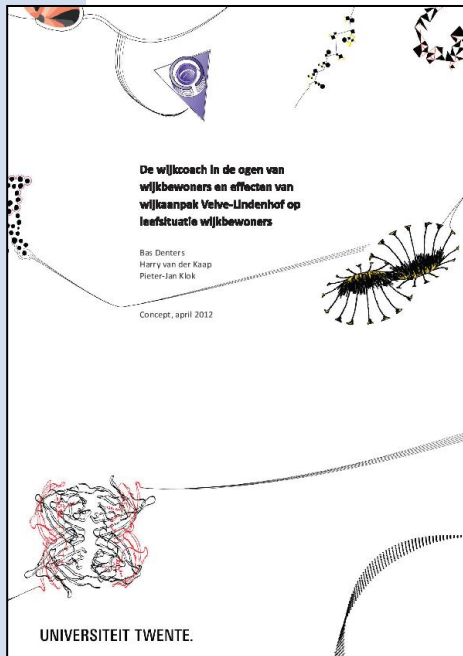 De wijkcoach in de ogen van
wijkbewoners en effecten van
wijkaanpak Velve-Lindenhof op
leefsituatie wijkbewoners
Bas Denters
Harry van der Kaap
Pieter-Jan Klok
Concept, april 2012
UNIVERSITEIT TWENTE.